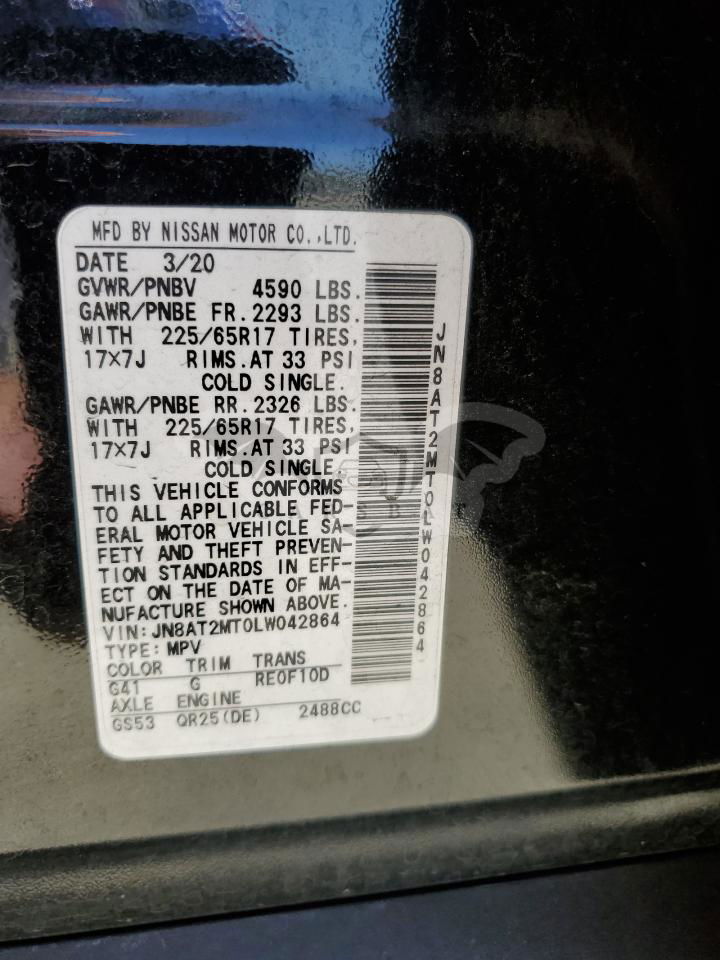 MFD BY NISSAN MOTOR CO.,LTD.
DATE 3/20
GVWR/PNBV 4590 LBS.
GAWR/PNBE FR.2293 LBS.
WITH 225/65R17 TIRES,
17×7J RIMS.AT 33 PSI
COLD SINGLE.
GAWR/PNBE RR.2326 LBS.
WITH 225/65R17 TIRES,
17×7J RIMS.AT 33 PSI
COLD SINGLE.
THIS VEHICLE CONFORMS
TO ALL APPLICABLE FED-
ERAL MOTOR VEHICLE SA-
FETY AND THEFT PREVEN-
TION STANDARDS IN EFF-
ECT ON THE DATE OF MA-
NUFACTURE SHOWN ABOVE.
VIN:JN8AT2MT0LW042864
TYPE:MPV
COLOR TRIM TRANS
G41 G RE0F10D
AXLE ENGINE
GS53 QR25(DE) 2488CC
JN8AT2MT0LW042864